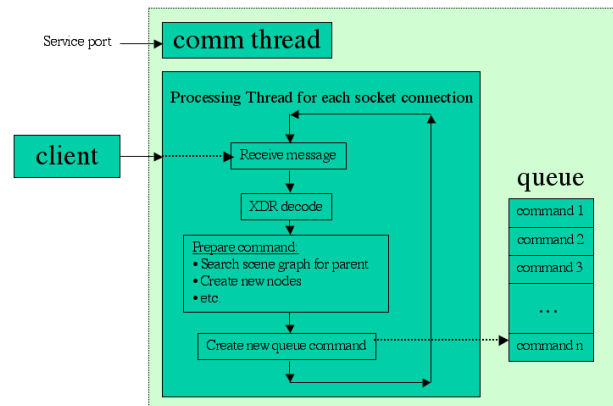 Service port
comm thread
Processing Thread for each socket connection
client
Receive message
XDR decode
Prepare command:
• Search scene graph for parent
• Create new nodes
• etc.
Create new queue command
queue
command 1
command 2
command 3
...
command n